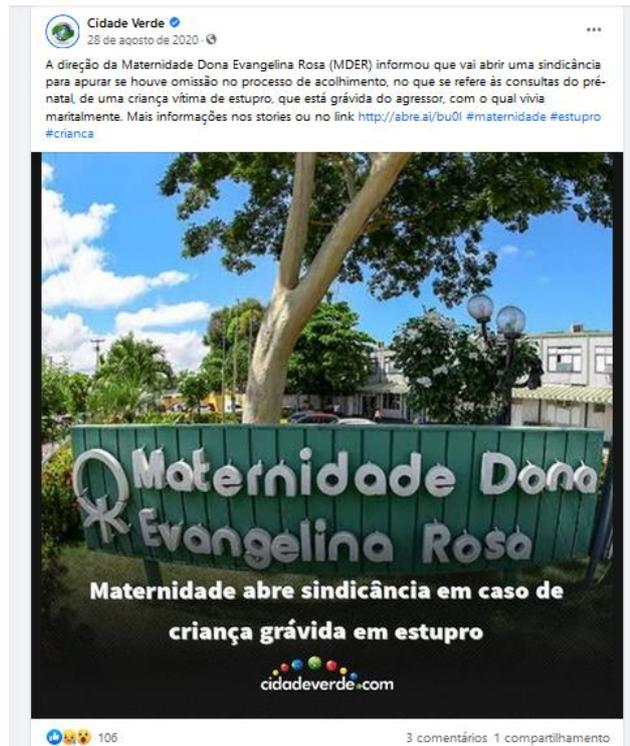 Cidade Verde
28 de agosto de 2020 ·
A direção da Maternidade Dona Evangelina Rosa (MDER) informou que vai abrir uma sindicância
para apurar se houve omissão no processo de acolhimento, no que se refere às consultas do pré-
natal, de uma criança vítima de estupro, que está grávida do agressor, com o qual vivia
maritalmente. Mais informações nos stories ou no link http://abre.ai/bu0l #maternidade #estupro
#crianca
Maternidade Dona
Evangelina Rosa
Maternidade abre sindicância em caso de
criança grávida em estupro
cidadeverde.com
106 3 comentários 1 compartilhamento